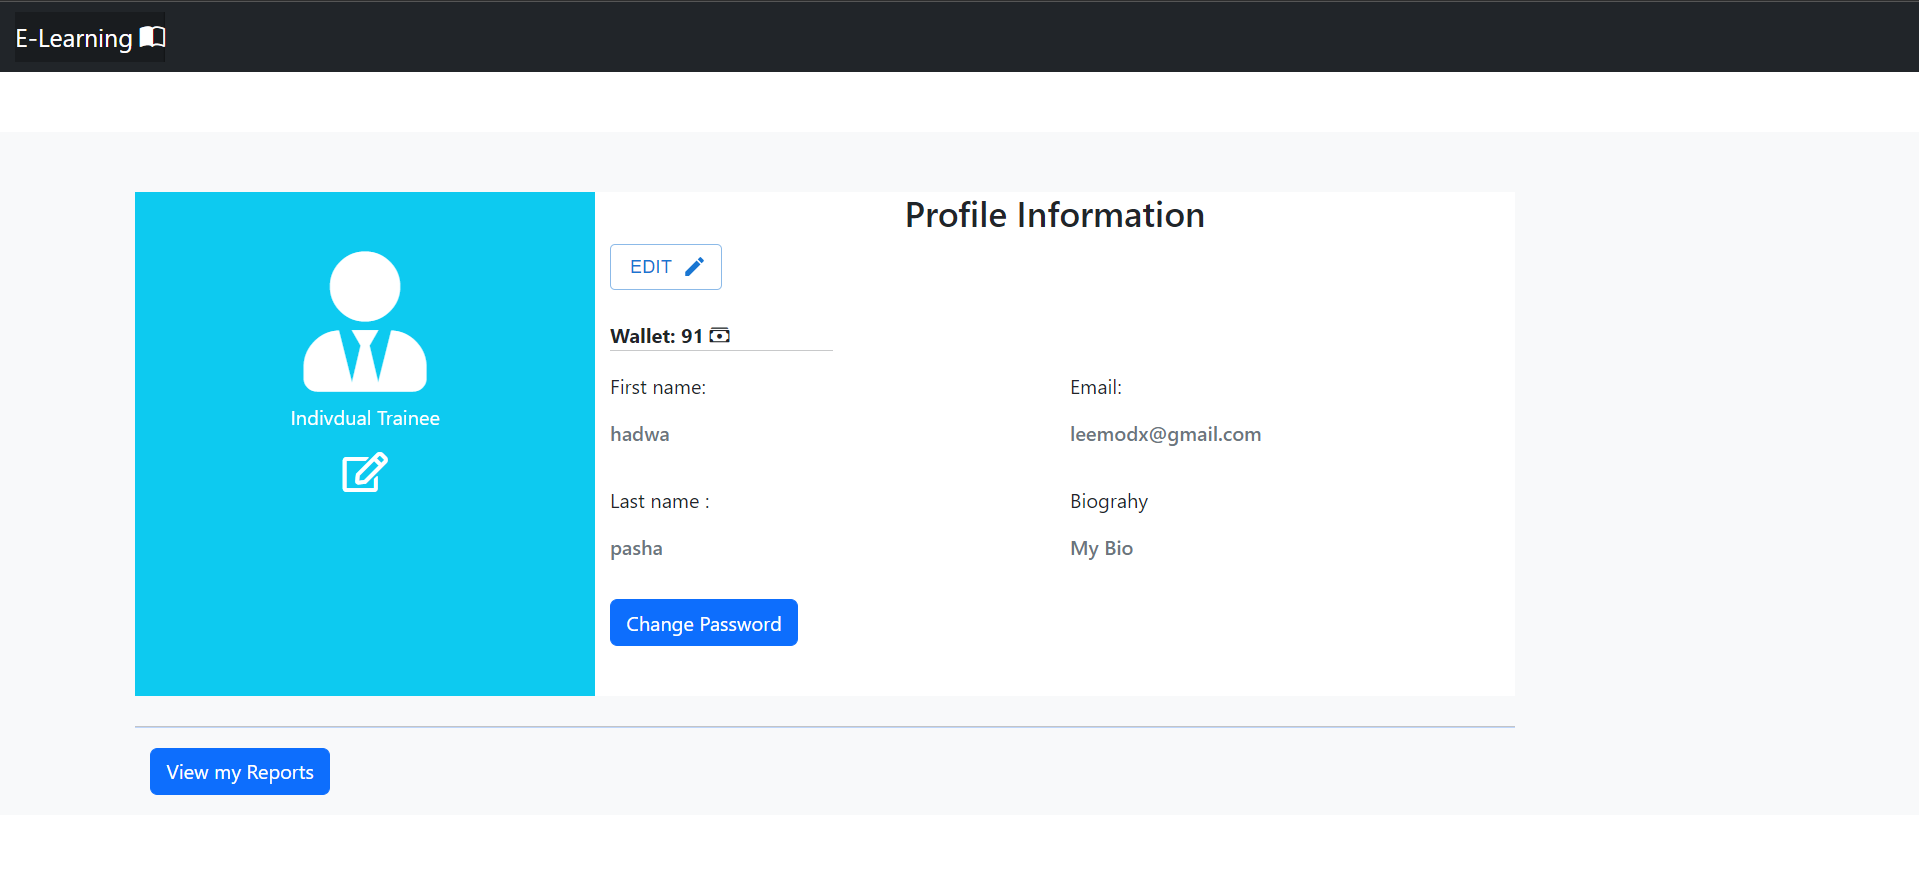 E-Learning
Profile Information
EDIT
Wallet: 91
Indivdual Trainee
First name:
hadwa
Email:
leemodx@gmail.com
Last name :
pasha
Biograhy
My Bio
Change Password
View my Reports